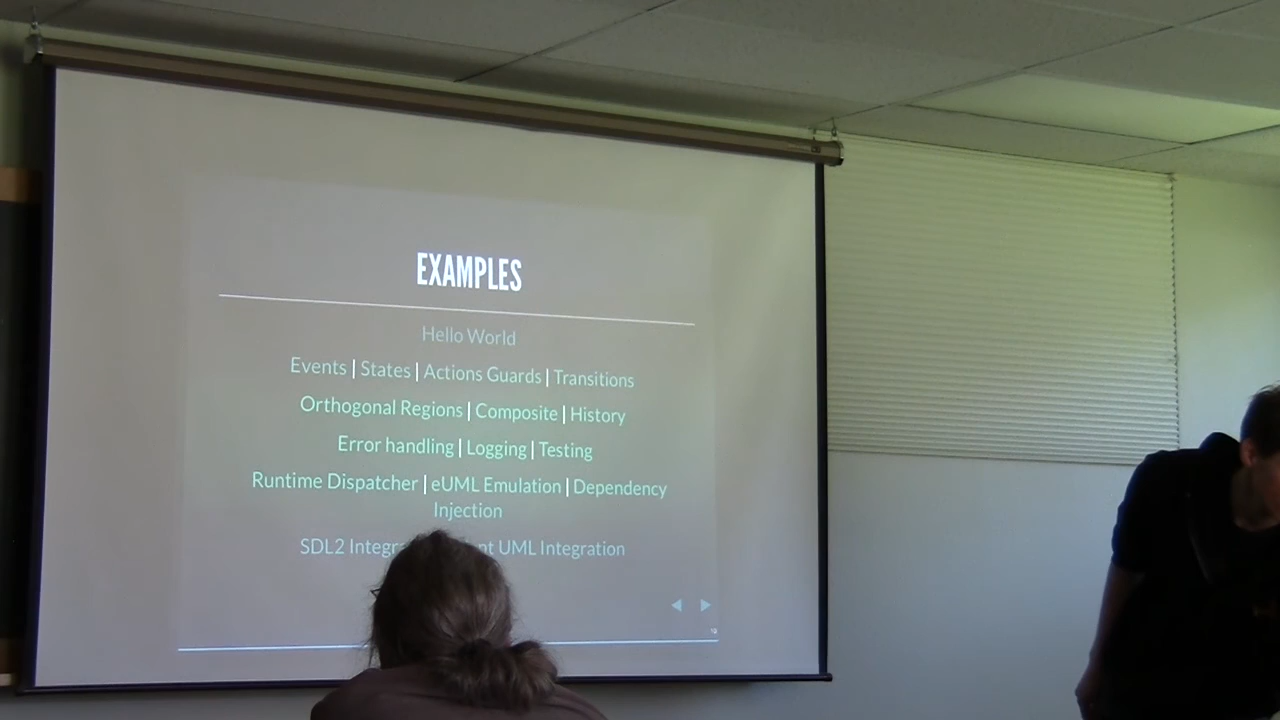 EXAMPLES
Hello World
Events | States | Actions Guards | Transitions
Orthogonal Regions | Composite | History
Error handling | Logging | Testing
Runtime Dispatcher | eUML Emulation | Dependency
Injection
SDL2 UML Integration